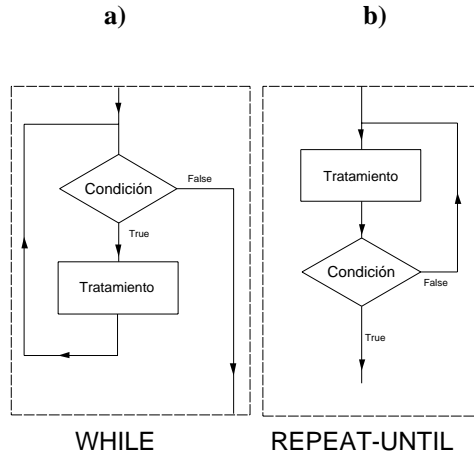 a)
b)
Condición
False
True
Tratamiento
WHILE
Tratamiento
Condición
False
True
REPEAT-UNTIL